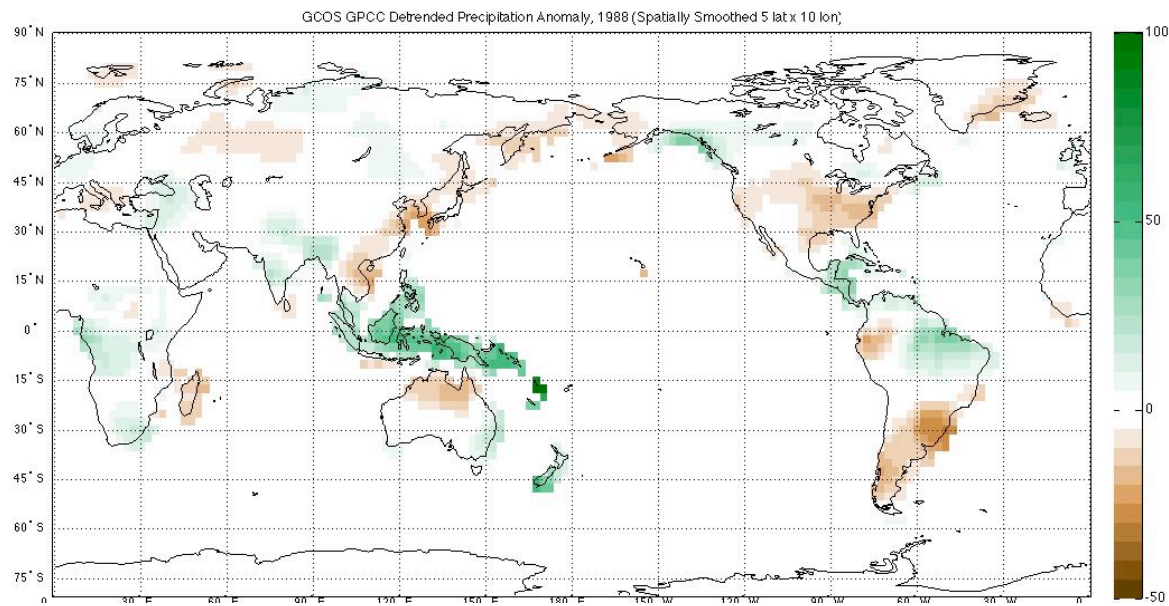 GCOS GPCC Detrended Precipitation Anomaly, 1988 (Spatially Smoothed 5 lat x 10 lon)
90° N
75° N
60° N
45° N
30° N
15° N
0°
15° S
30° S
45° S
60° S
75° S
0 30° E 60° E 90° E 120° E 150° E 180° E 150° W 120° W 90° W 60° W 30° W 0
100
50
0
-50